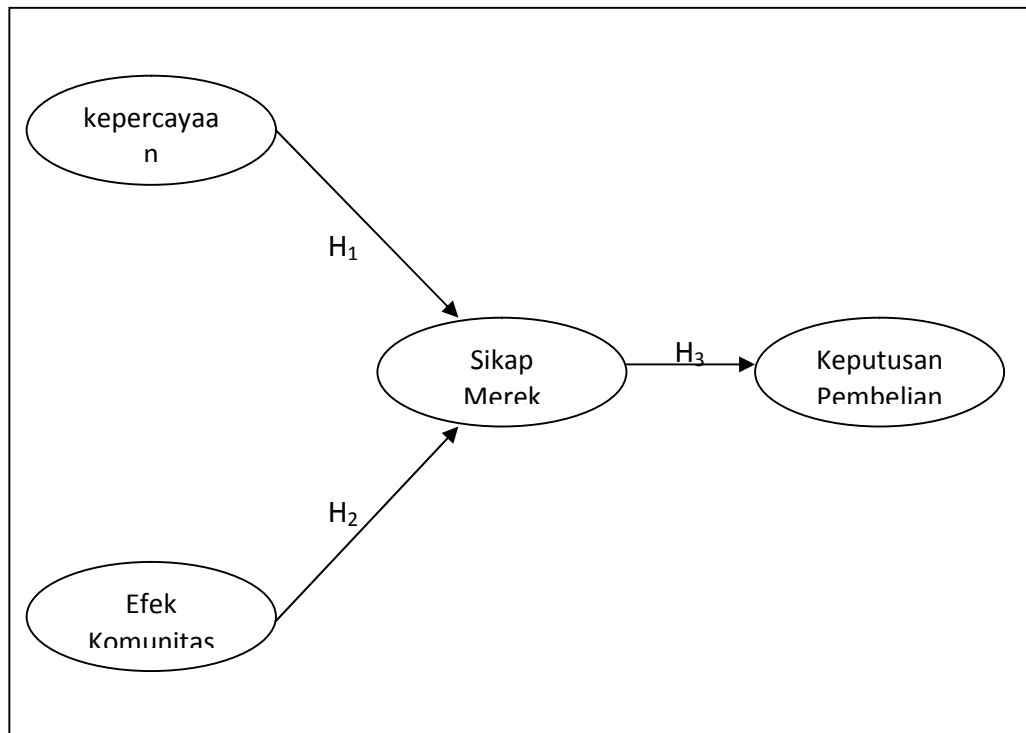 kepercayaa
n
H₁
Sikap
Merek
H₃
Keputusan
Pembelian
H₂
Efek
Komunitas